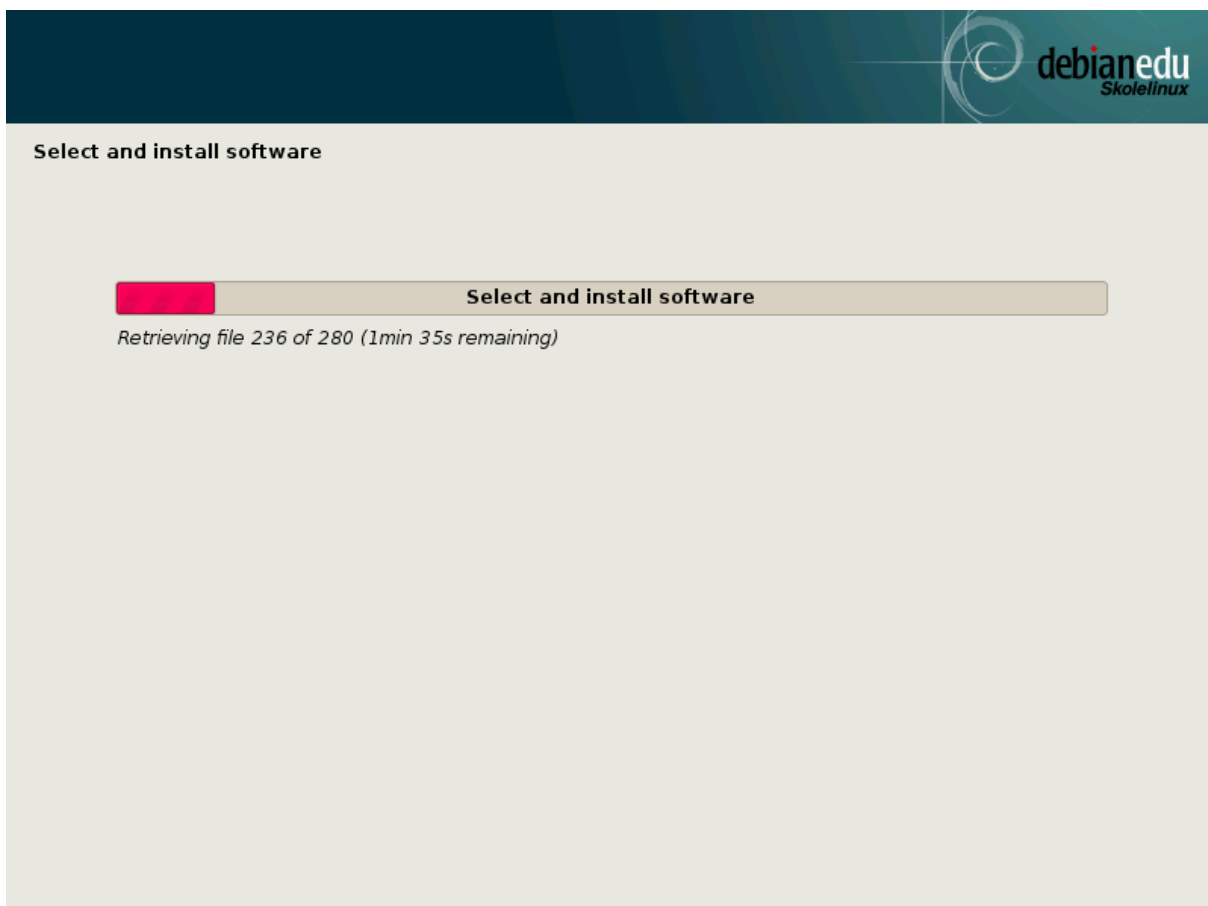 debianedu
Skolelinux
Select and install software
Select and install software
Retrieving file 236 of 280 (1min 35s remaining)